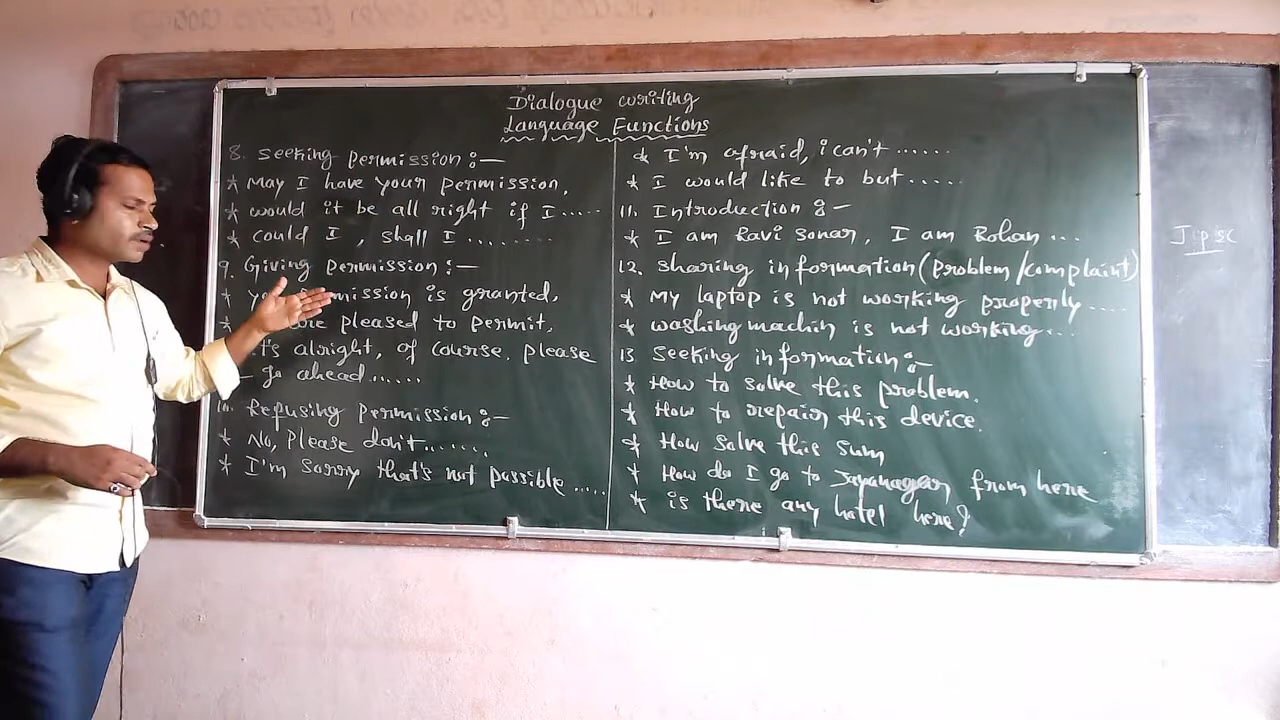 Dialogue writing
Language Functions
8. Seeking permission:-
* May I have your permission.
* would it be all right if I.....
* could I, shall I ........
9. Giving permission:-
* mission is granted.
* pleased to permit.
alright, of course. please
go ahead......
Refusing permission:-
* No, Please don't......
* I'm sorry that's not possible .....
* I'm afraid, i can't ......
* I would like to but.....
11. Introduction:-
* I am Ravi sonar, I am Rohan...
12. sharing information (problem/complaint)
* My laptop is not working properly....
* washing machin is not working...
13 Seeking information:-
* How to solve this problem.
* How to repair this device.
* How solve this sum
* How do I go to Jayanagar from here
* is there any hotel here?